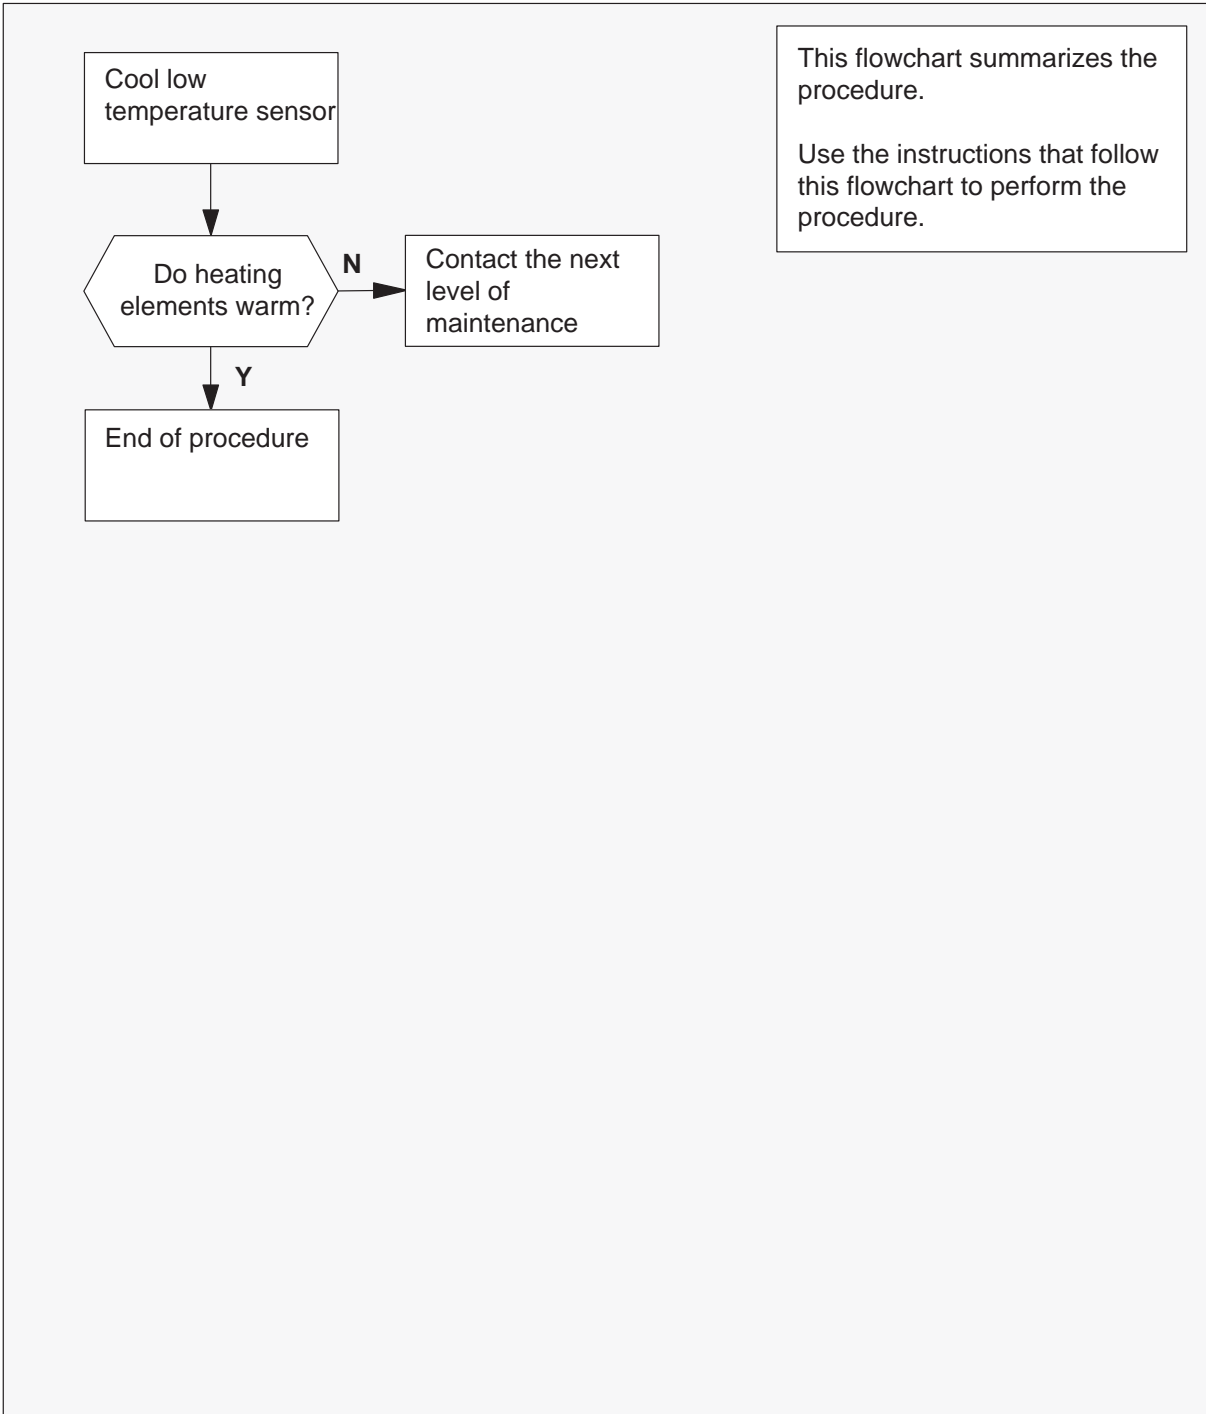 Cool low
temperature sensor
Do heating
elements warm?
N
Contact the next
level of
maintenance
Y
End of procedure
This flowchart summarizes the
procedure.
Use the instructions that follow
this flowchart to perform the
procedure.